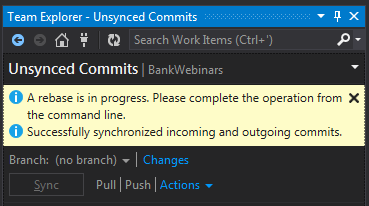 Team Explorer - Unsynced Commits
Search Work Items (Ctrl+')
Unsynced Commits | BankWebinars
A rebase is in progress. Please complete the operation from
the command line.
Successfully synchronized incoming and outgoing commits.
Branch: (no branch) | Changes
Sync Pull | Push | Actions